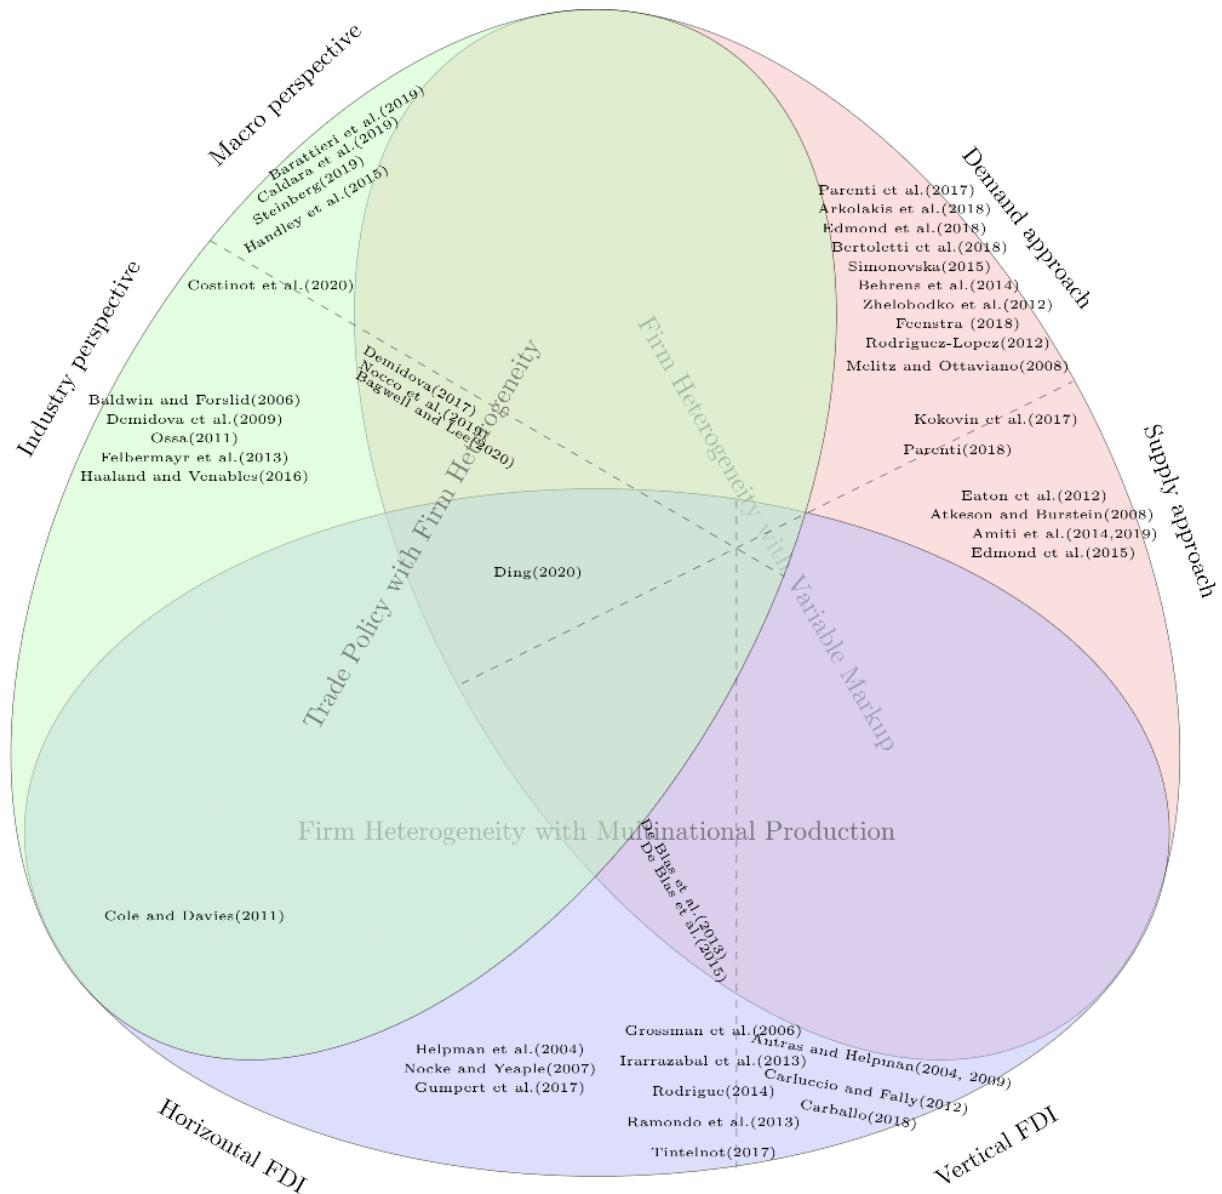 Macro perspective
Barattieri et al.(2019)
Caldara et al.(2019)
Steinberg(2019)
Handley et al.(2015)
Costinot et al.(2020)
Industry perspective
Baldwin and Forslid(2006)
Demidova et al.(2009)
Ossa(2011)
Felbermayr et al.(2013)
Haaland and Venables(2016)
Demidova(2017)
Nocco et al.(2019)
Bagwell and Lee(2020)
Trade Policy with Firm Heterogeneity
Firm Heterogeneity with Variable Markup
Demand approach
Parenti et al.(2017)
Arkolakis et al.(2018)
Edmond et al.(2018)
Bertoletti et al.(2018)
Simonovska(2015)
Behrens et al.(2014)
Zhelobodko et al.(2012)
Feenstra (2018)
Rodriguez-Lopez(2012)
Melitz and Ottaviano(2008)
Kokovin et al.(2017)
Parenti(2018)
Supply approach
Eaton et al.(2012)
Atkeson and Burstein(2008)
Amiti et al.(2014,2019)
Edmond et al.(2015)
Ding(2020)
Firm Heterogeneity with Multinational Production
De Blas et al.(2013)
De Blas et al.(2015)
Cole and Davies(2011)
Helpman et al.(2004)
Nocke and Yeaple(2007)
Gumpert et al.(2017)
Grossman et al.(2006)
Irarrazabal et al.(2013)
Rodrigue(2014)
Ramondo et al.(2013)
Tintelnot(2017)
Antras and Helpman(2004, 2009)
Carluccio and Fally(2012)
Carballo(2018)
Horizontal FDI
Vertical FDI